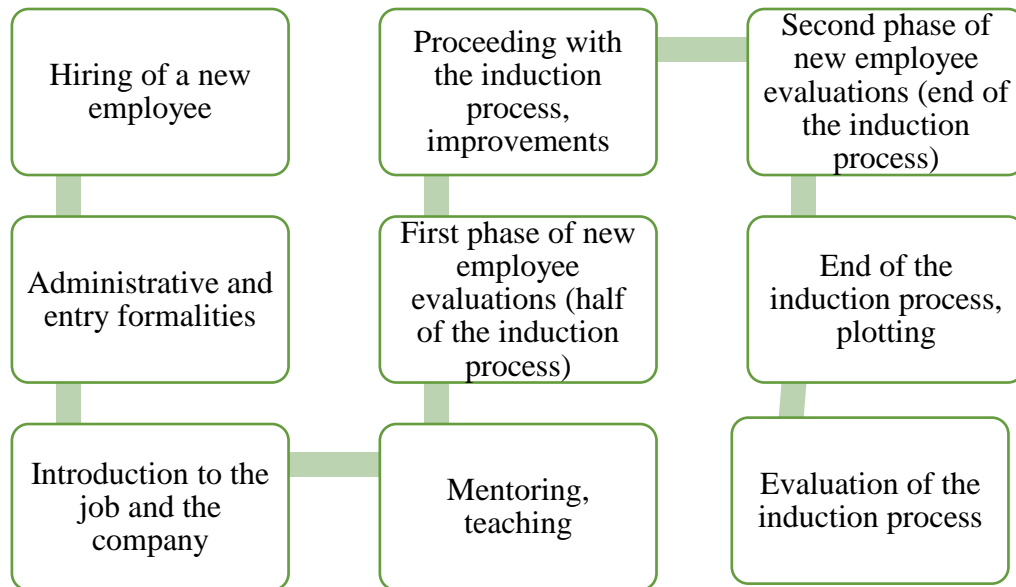 Hiring of a new
employee
Administrative and
entry formalities
Introduction to the
job and the
company
Mentoring,
teaching
First phase of new
employee
evaluations (half
of the induction
process)
Proceeding with
the induction
process,
improvements
Second phase of
new employee
evaluations (end of
the induction
process)
End of the
induction process,
plotting
Evaluation of the
induction process